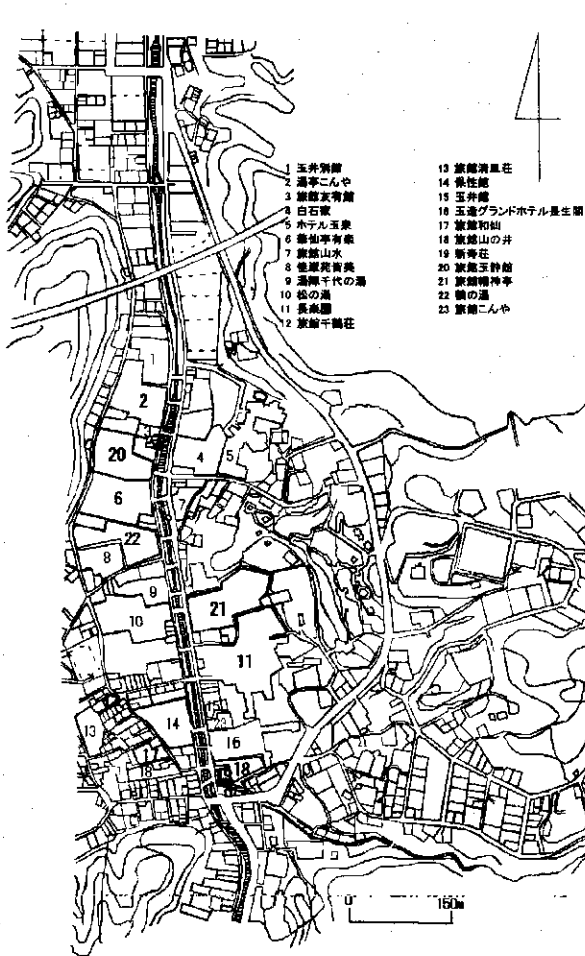 1 玉井別館
2 湯亭こんや
3 旅館友有館
4 白石家
5 ホテル玉泉
6 華仙亭有楽
7 旅館山水
8 佳翠苑皆美
9 湯陣千代の湯
10 松の湯
11 長楽園
12 旅館千鶴荘
13 旅館清風荘
14 保性館
15 玉井館
16 玉造グランドホテル長生閣
17 旅館和仙
18 旅館山の井
19 新寿荘
20 旅館玉静館
21 旅館精神亭
22 鶴の湯
23 旅館こんや
1
2
20
4
5
6
7
22
8
9
10
21
11
14
13
16
18
18
0 150m